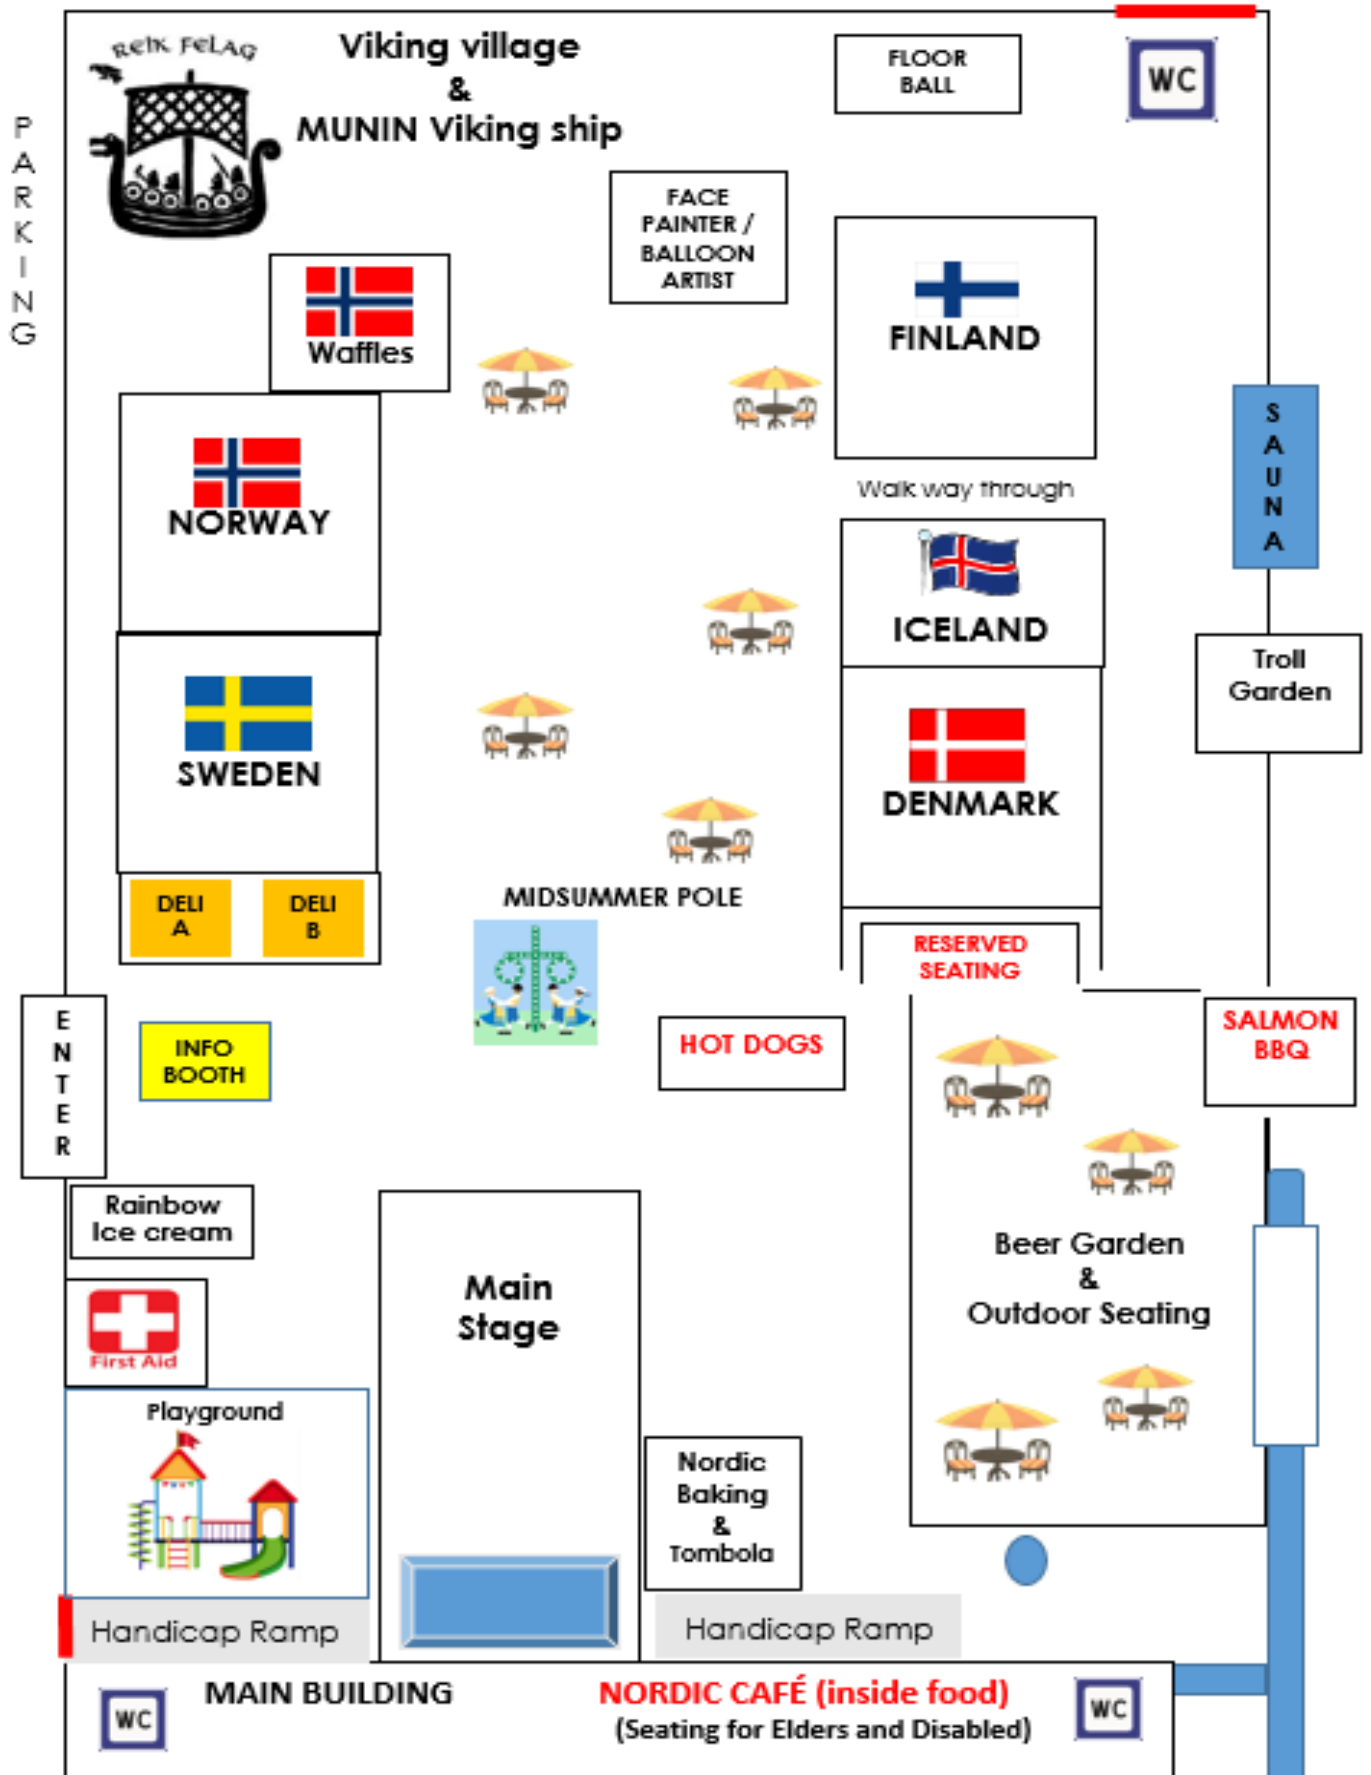 REIK FELAG
Viking village
&
MUNIN Viking ship
FLOOR
BALL
WC
PARKING
FACE
PAINTER /
BALLOON
ARTIST
Waffles
FINLAND
NORWAY
Walk way through
SAUNA
ICELAND
Troll
Garden
SWEDEN
DENMARK
DELI
A
DELI
B
MIDSUMMER POLE
RESERVED
SEATING
ENTER
INFO
BOOTH
HOT DOGS
SALMON
BBQ
Rainbow
Ice cream
Main
Stage
Beer Garden
&
Outdoor Seating
First Aid
Playground
Nordic
Baking
&
Tombola
Handicap Ramp
Handicap Ramp
MAIN BUILDING
NORDIC CAFÉ (inside food)
(Seating for Elders and Disabled)
WC
WC